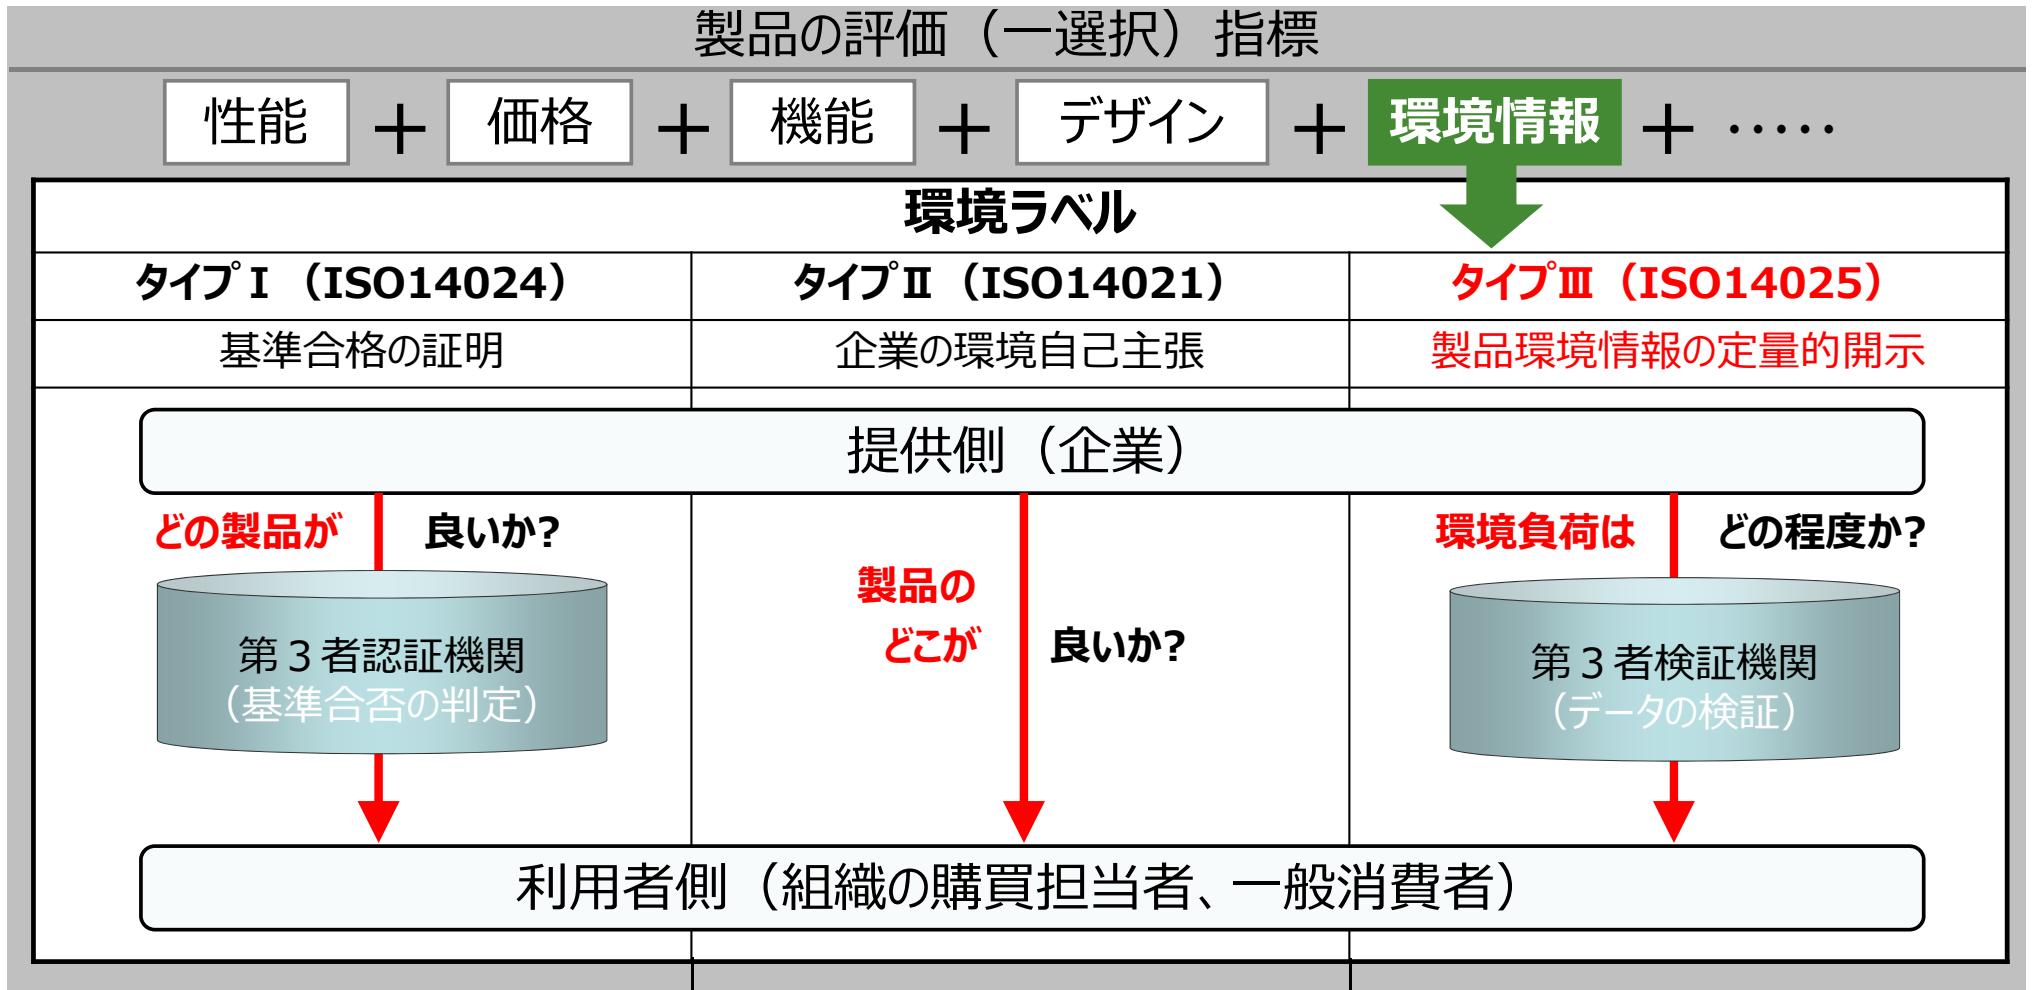 製品の評価（一選択）指標
性能 + 価格 + 機能 + デザイン + 環境情報 + ‥‥‥
環境ラベル
タイプⅠ（ISO14024） タイプⅡ（ISO14021） タイプⅢ（ISO14025）
基準合格の証明 企業の環境自己主張 製品環境情報の定量的開示
提供側（企業）
どの製品が 良いか?
第３者認証機関
（基準合否の判定）
製品の
どこが 良いか?
環境負荷は どの程度か?
第３者検証機関
（データの検証）
利用者側（組織の購買担当者、一般消費者）